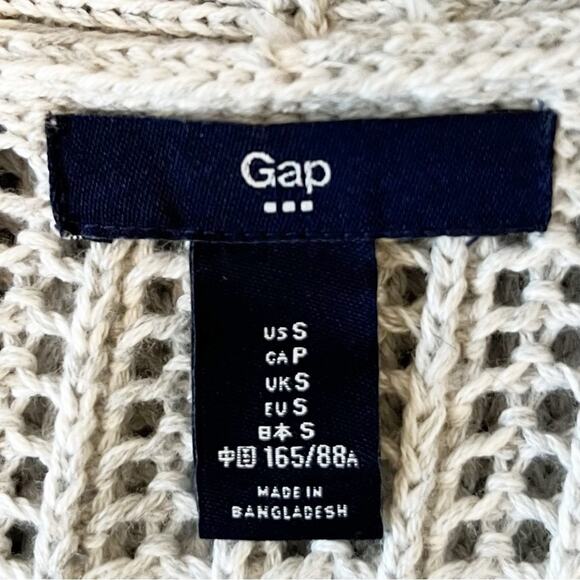 Gap
US S
CA P
UK S
EU S
日本 S
中国 165/88A
MADE IN
BANGLADESH